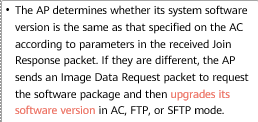 • The AP determines whether its system software
version is the same as that specified on the AC
according to parameters in the received Join
Response packet. If they are different, the AP
sends an Image Data Request packet to request
the software package and then upgrades its
software version in AC, FTP, or SFTP mode.